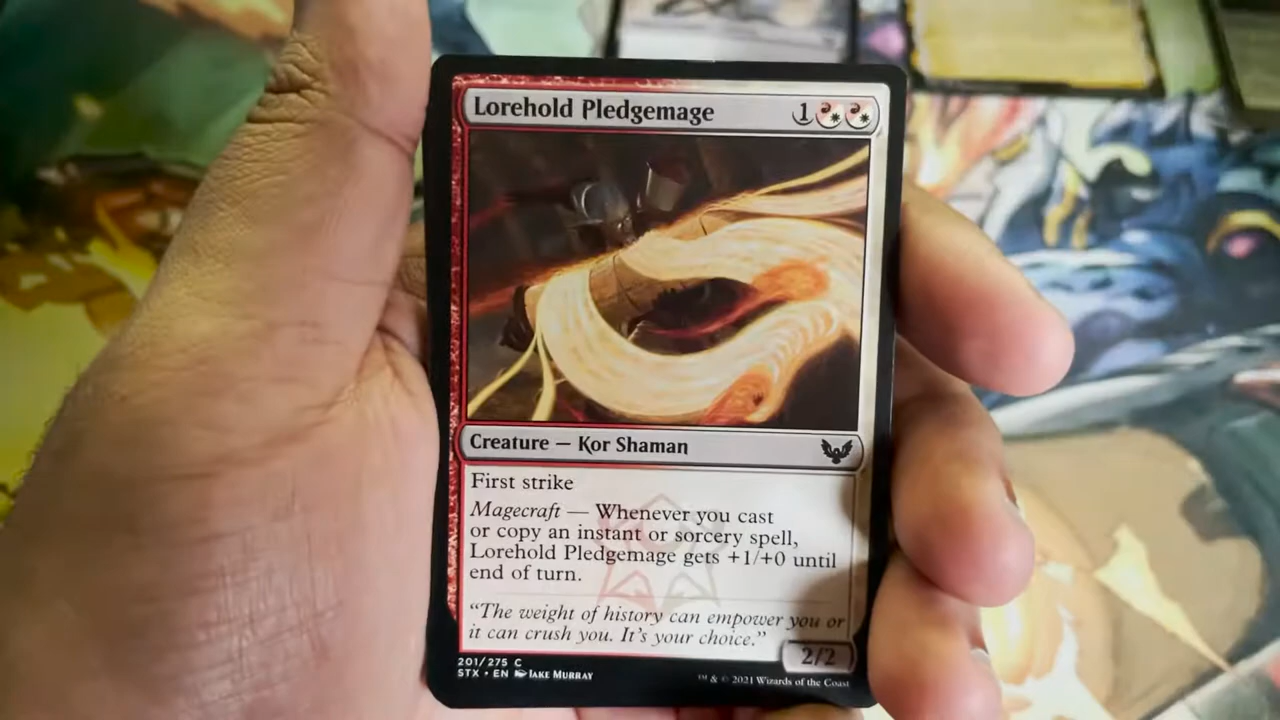 Lorehold Pledgemage 1
Creature — Kor Shaman
First strike
Magecraft — Whenever you cast
or copy an instant or sorcery spell,
Lorehold Pledgemage gets +1/+0 until
end of turn.
“The weight of history can empower you or
it can crush you. It’s your choice.”
2/2
201/275 C
STX • EN Jake Murray
™ & © 2021 Wizards of the Coast